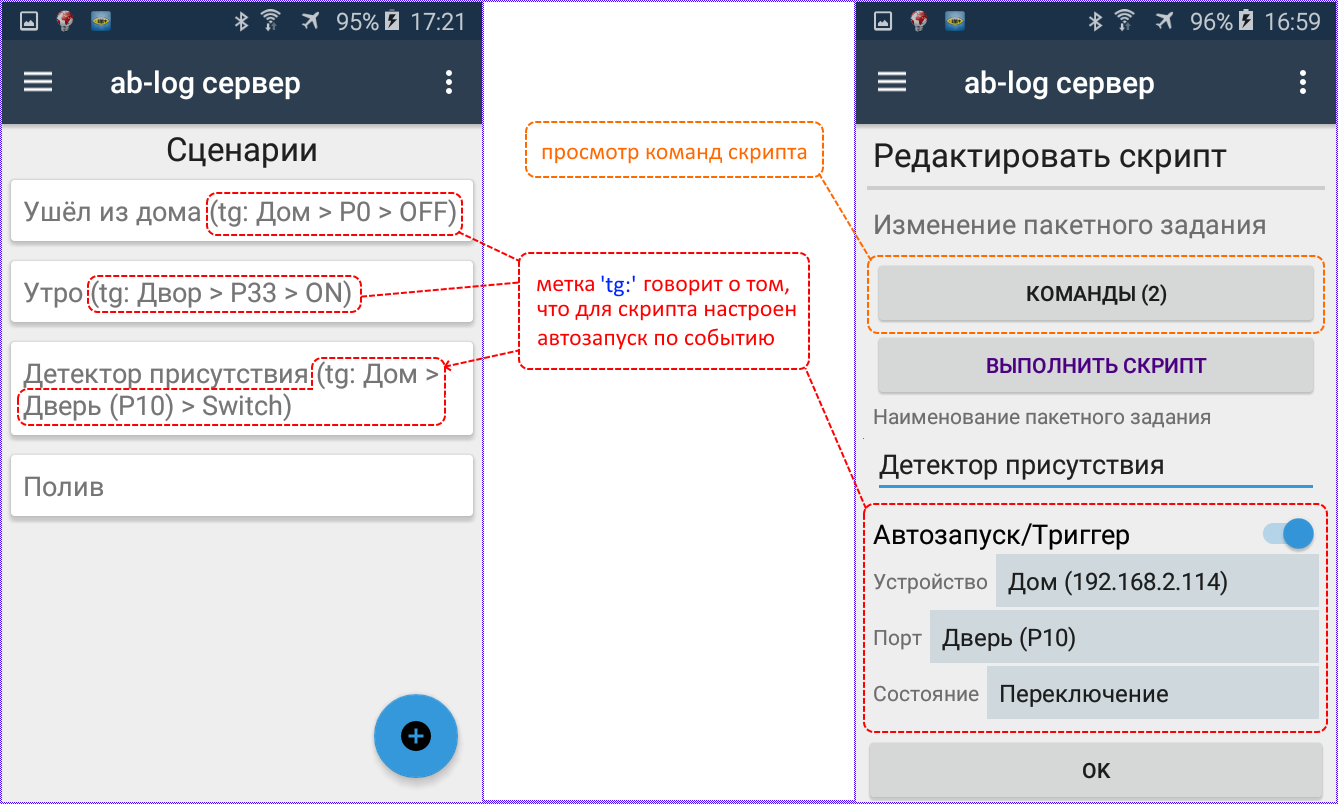 95% 17:21
ab-log сервер
Сценарии
Ушёл из дома (tg: Дом > P0 > OFF)
Утро (tg: Двор > P33 > ON)
Детектор присутствия (tg: Дом >
Дверь (P10) > Switch)
Полив
просмотр команд скрипта
метка 'tg:' говорит о том,
что для скрипта настроен
автозапуск по событию
96% 16:59
ab-log сервер
Редактировать скрипт
Изменение пакетного задания
КОМАНДЫ (2)
ВЫПОЛНИТЬ СКРИПТ
Наименование пакетного задания
Детектор присутствия
Автозапуск/Триггер
Устройство Дом (192.168.2.114)
Порт Дверь (P10)
Состояние Переключение
OK